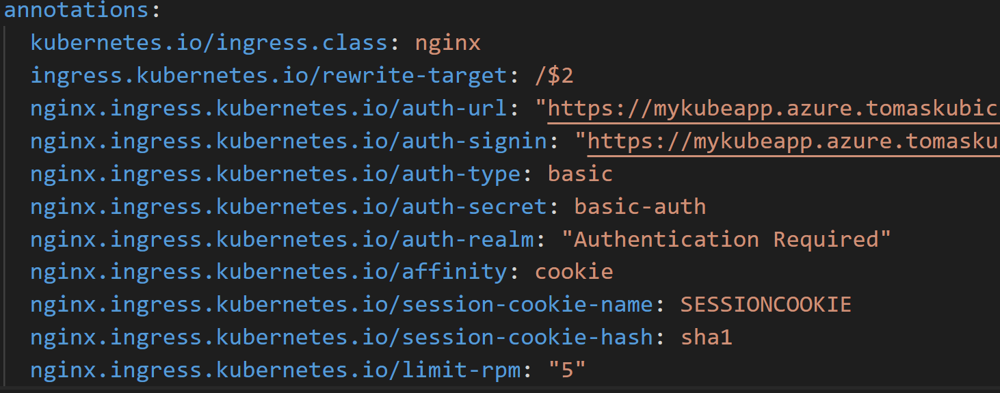 annotations:
kubernetes.io/ingress.class: nginx
ingress.kubernetes.io/rewrite-target: /$2
nginx.ingress.kubernetes.io/auth-url: "https://mykubeapp.azure.tomaskubic
nginx.ingress.kubernetes.io/auth-signin: "https://mykubeapp.azure.tomasku
nginx.ingress.kubernetes.io/auth-type: basic
nginx.ingress.kubernetes.io/auth-secret: basic-auth
nginx.ingress.kubernetes.io/auth-realm: "Authentication Required"
nginx.ingress.kubernetes.io/affinity: cookie
nginx.ingress.kubernetes.io/session-cookie-name: SESSIONCOOKIE
nginx.ingress.kubernetes.io/session-cookie-hash: sha1
nginx.ingress.kubernetes.io/limit-rpm: "5"